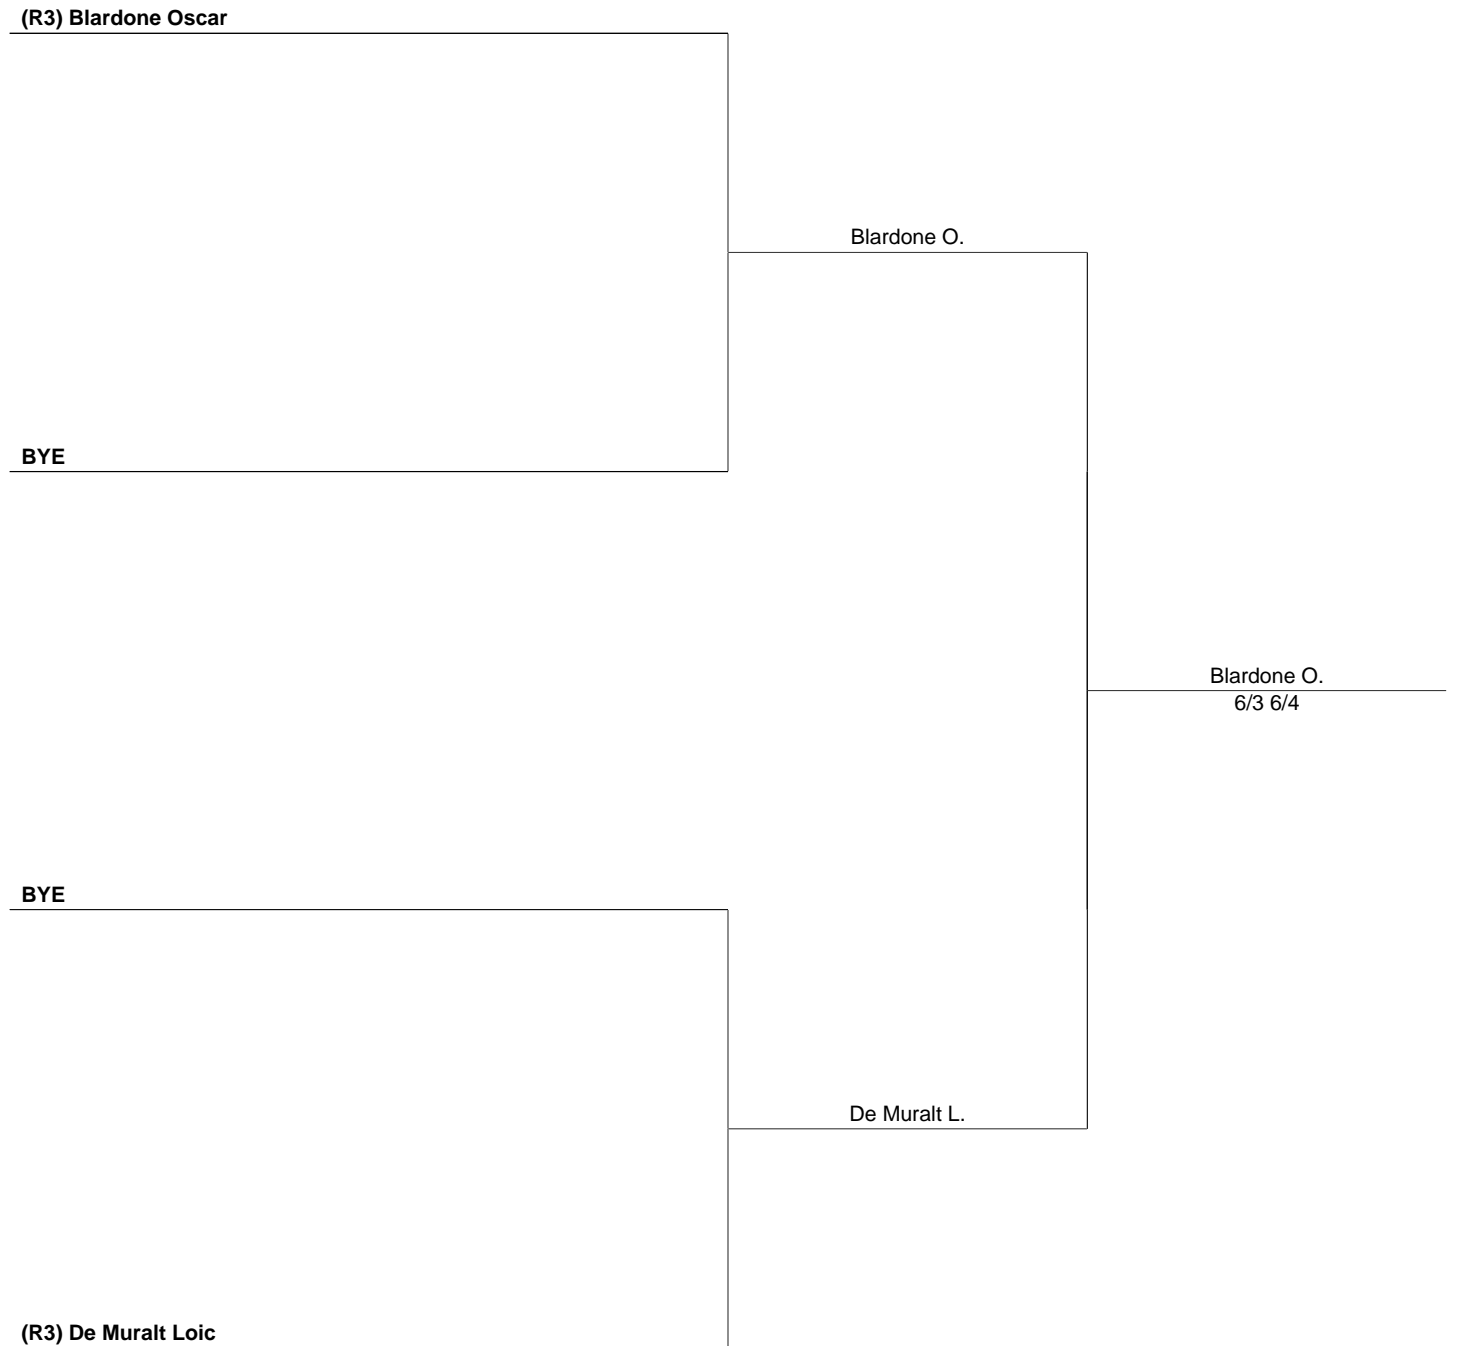 (R3) Blardone Oscar
Blardone O.
BYE
Blardone O.
6/3 6/4
BYE
De Muralt L.
(R3) De Muralt Loic